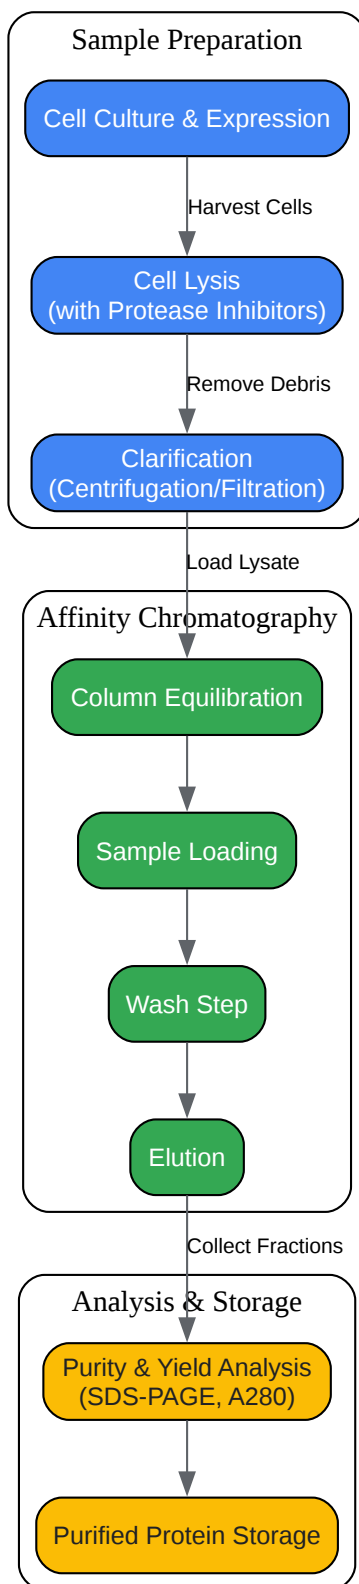 Sample Preparation
Cell Culture & Expression
Harvest Cells
Cell Lysis
(with Protease Inhibitors)
Remove Debris
Clarification
(Centrifugation/Filtration)
Load Lysate
Affinity Chromatography
Column Equilibration
Sample Loading
Wash Step
Elution
Collect Fractions
Analysis & Storage
Purity & Yield Analysis
(SDS-PAGE, A280)
Purified Protein Storage